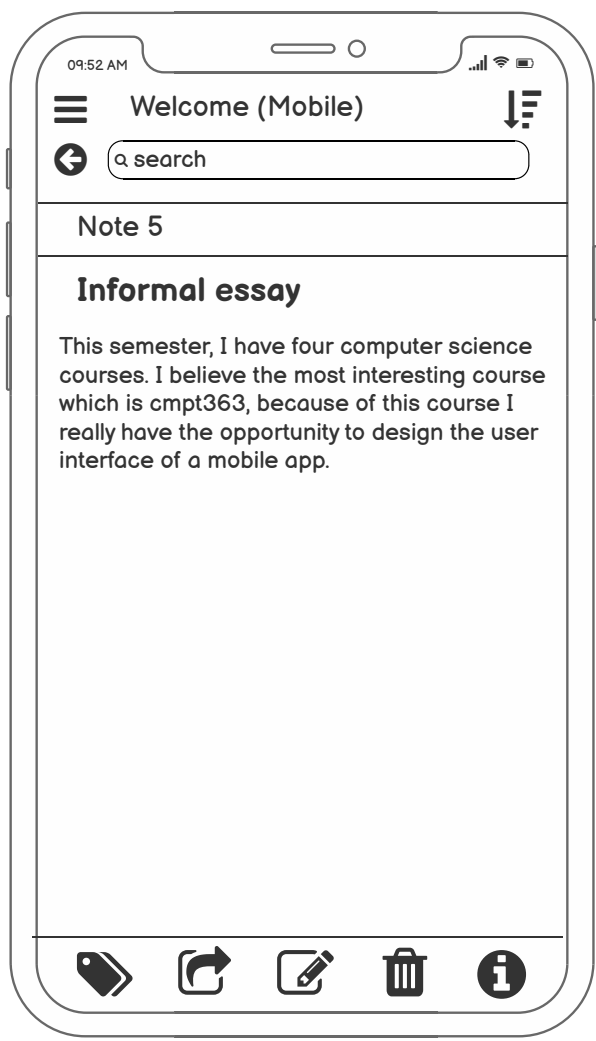 09:52 AM
Welcome (Mobile)
search
Note 5
Informal essay
This semester, I have four computer science
courses. I believe the most interesting course
which is cmpt363, because of this course I
really have the opportunity to design the user
interface of a mobile app.